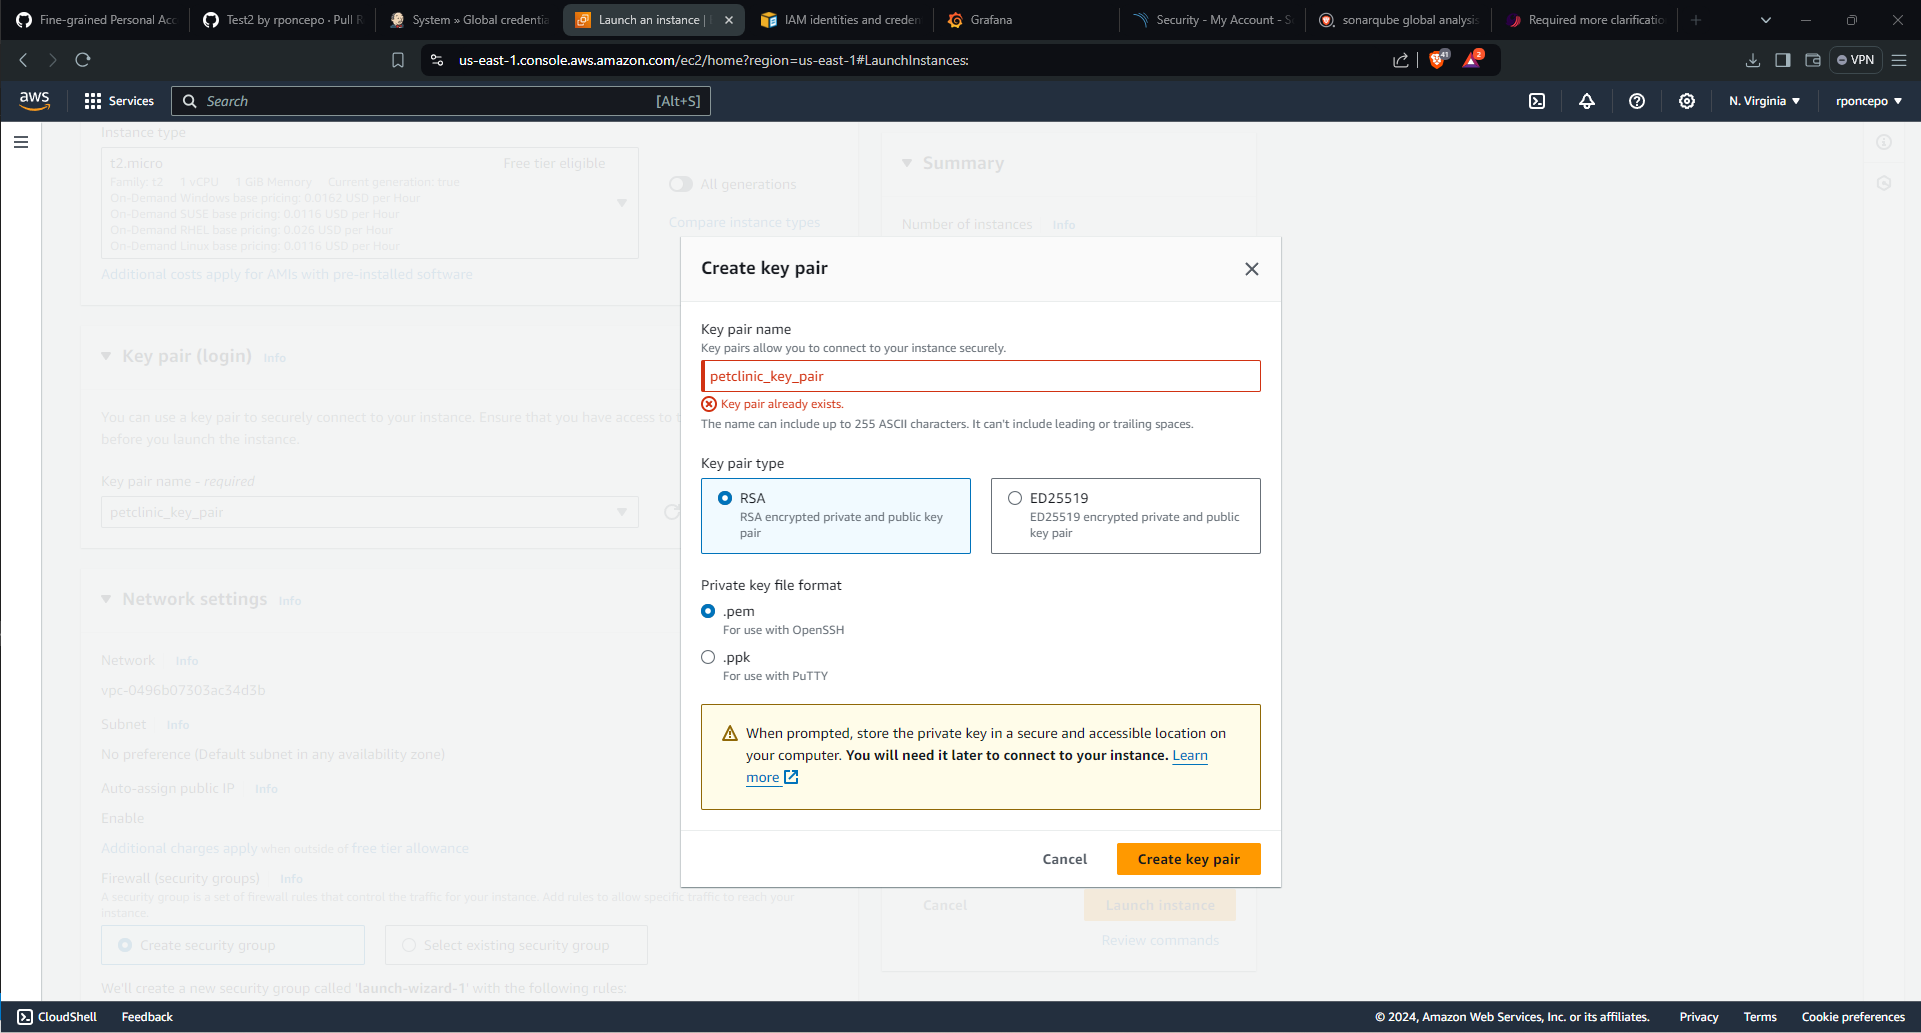 Fine-grained Personal Acc
Test2 by rponcepo · Pull R
System » Global credentia
Launch an instance |
IAM identities and creden
Grafana
Security - My Account - S
sonarqube global analysis
Required more clarificatio
us-east-1.console.aws.amazon.com/ec2/home?region=us-east-1#LaunchInstances:
41
2
VPN
aws
Services
Search
[Alt+S]
N. Virginia
rponcepo
Instance type
t2.micro
Free tier eligible
Family: t2 1 vCPU 1 GiB Memory Current generation: true
On-Demand Windows base pricing: 0.0162 USD per Hour
On-Demand SUSE base pricing: 0.0116 USD per Hour
On-Demand RHEL base pricing: 0.026 USD per Hour
On-Demand Linux base pricing: 0.0116 USD per Hour
All generations
Compare instance types
Additional costs apply for AMIs with pre-installed software
Summary
Number of instances Info
Key pair (login) Info
You can use a key pair to securely connect to your instance. Ensure that you have access to t
before you launch the instance.
Key pair name - required
petclinic_key_pair
Network settings Info
Network Info
vpc-0496b07303ac34d3b
Subnet Info
No preference (Default subnet in any availability zone)
Auto-assign public IP Info
Enable
Additional charges apply when outside of free tier allowance
Firewall (security groups) Info
A security group is a set of firewall rules that control the traffic for your instance. Add rules to allow specific traffic to reach your
instance.
Create security group
Select existing security group
We'll create a new security group called 'launch-wizard-1' with the following rules:
Create key pair
Key pair name
Key pairs allow you to connect to your instance securely.
petclinic_key_pair
Key pair already exists.
The name can include up to 255 ASCII characters. It can't include leading or trailing spaces.
Key pair type
RSA
RSA encrypted private and public key
pair
ED25519
ED25519 encrypted private and public
key pair
Private key file format
.pem
For use with OpenSSH
.ppk
For use with PuTTY
When prompted, store the private key in a secure and accessible location on
your computer. You will need it later to connect to your instance. Learn
more
Cancel
Create key pair
Cancel
Launch instance
Review commands
CloudShell
Feedback
© 2024, Amazon Web Services, Inc. or its affiliates.
Privacy
Terms
Cookie preferences